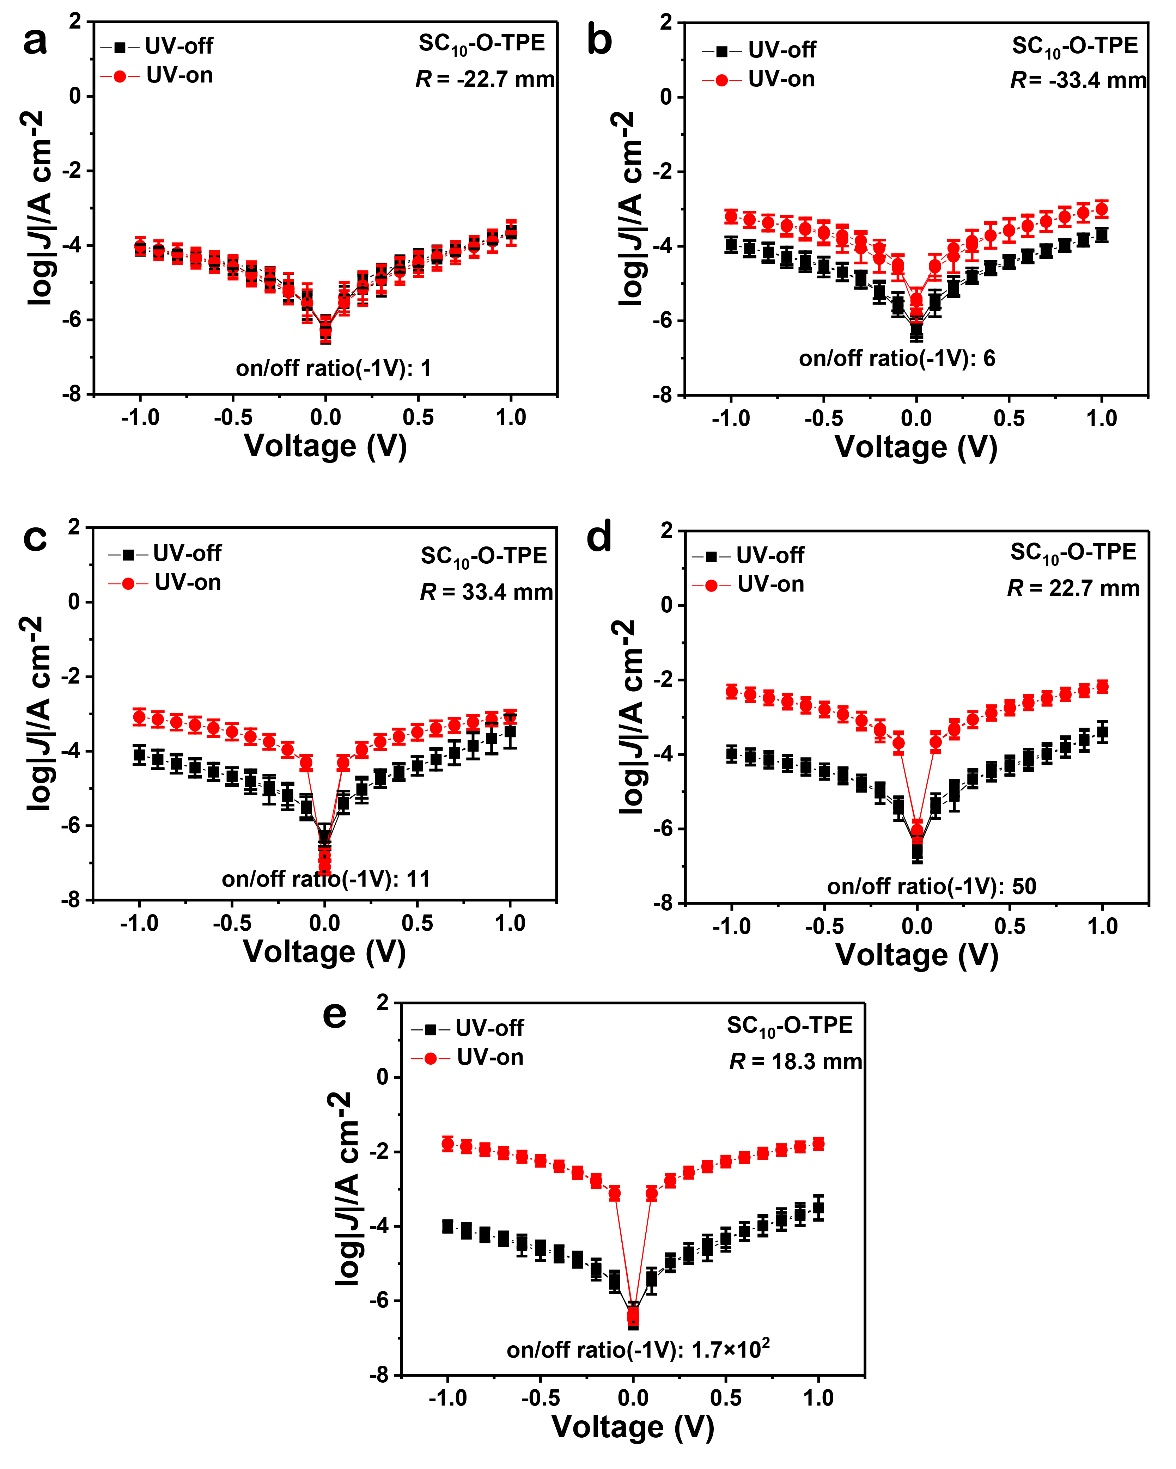 a
UV-off
UV-on
SC₁₀-O-TPE
R = -22.7 mm
2
0
-2
-4
-6
-8
log|J|/A cm-2
on/off ratio(-1V): 1
-1.0 -0.5 0.0 0.5 1.0
Voltage (V)
b
UV-off
UV-on
SC₁₀-O-TPE
R = -33.4 mm
2
0
-2
-4
-6
-8
log|J|/A cm-2
on/off ratio(-1V): 6
-1.0 -0.5 0.0 0.5 1.0
Voltage (V)
c
UV-off
UV-on
SC₁₀-O-TPE
R = 33.4 mm
2
0
-2
-4
-6
-8
log|J|/A cm-2
on/off ratio(-1V): 11
-1.0 -0.5 0.0 0.5 1.0
Voltage (V)
d
UV-off
UV-on
SC₁₀-O-TPE
R = 22.7 mm
2
0
-2
-4
-6
-8
log|J|/A cm-2
on/off ratio(-1V): 50
-1.0 -0.5 0.0 0.5 1.0
Voltage (V)
e
UV-off
UV-on
SC₁₀-O-TPE
R = 18.3 mm
2
0
-2
-4
-6
-8
log|J|/A cm-2
on/off ratio(-1V): 1.7×10²
-1.0 -0.5 0.0 0.5 1.0
Voltage (V)